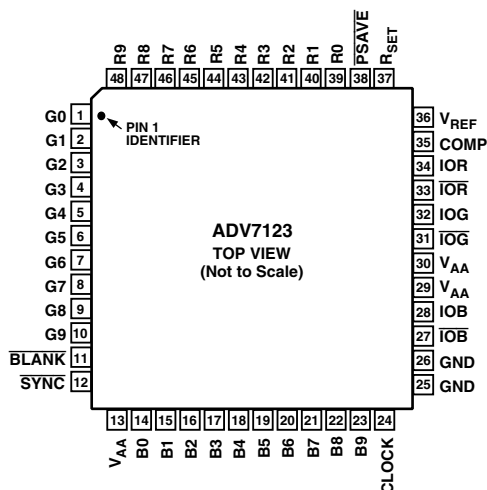 R9 R8 R7 R6 R5 R4 R3 R2 R1 R0 PSAVE RSET
48 47 46 45 44 43 42 41 40 39 38 37
G0 1
G1 2
G2 3
G3 4
G4 5
G5 6
G6 7
G7 8
G8 9
G9 10
BLANK 11
SYNC 12
PIN 1
IDENTIFIER
ADV7123
TOP VIEW
(Not to Scale)
36 VREF
35 COMP
34 IOR
33 IOR
32 IOG
31 IOG
30 VAA
29 VAA
28 IOB
27 IOB
26 GND
25 GND
13 14 15 16 17 18 19 20 21 22 23 24
VAA B0 B1 B2 B3 B4 B5 B6 B7 B8 B9 CLOCK